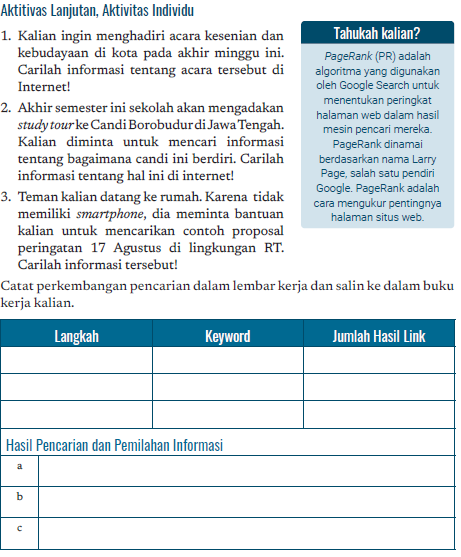 Aktitivas Lanjutan, Aktivitas Individu
1. Kalian ingin menghadiri acara kesenian dan
kebudayaan di kota pada akhir minggu ini.
Carilah informasi tentang acara tersebut di
Internet!
2. Akhir semester ini sekolah akan mengadakan
study tour ke Candi Borobudur di Jawa Tengah.
Kalian diminta untuk mencari informasi
tentang bagaimana candi ini berdiri. Carilah
informasi tentang hal ini di internet!
3. Teman kalian datang ke rumah. Karena tidak
memiliki smartphone, dia meminta bantuan
kalian untuk mencarikan contoh proposal
peringatan 17 Agustus di lingkungan RT.
Carilah informasi tersebut!
Tahukah kalian?
PageRank (PR) adalah
algoritma yang digunakan
oleh Google Search untuk
menentukan peringkat
halaman web dalam hasil
mesin pencari mereka.
PageRank dinamai
berdasarkan nama Larry
Page, salah satu pendiri
Google. PageRank adalah
cara mengukur pentingnya
halaman situs web.
Catat perkembangan pencarian dalam lembar kerja dan salin ke dalam buku
kerja kalian.
Langkah Keyword Jumlah Hasil Link
Hasil Pencarian dan Pemilahan Informasi
a
b
c